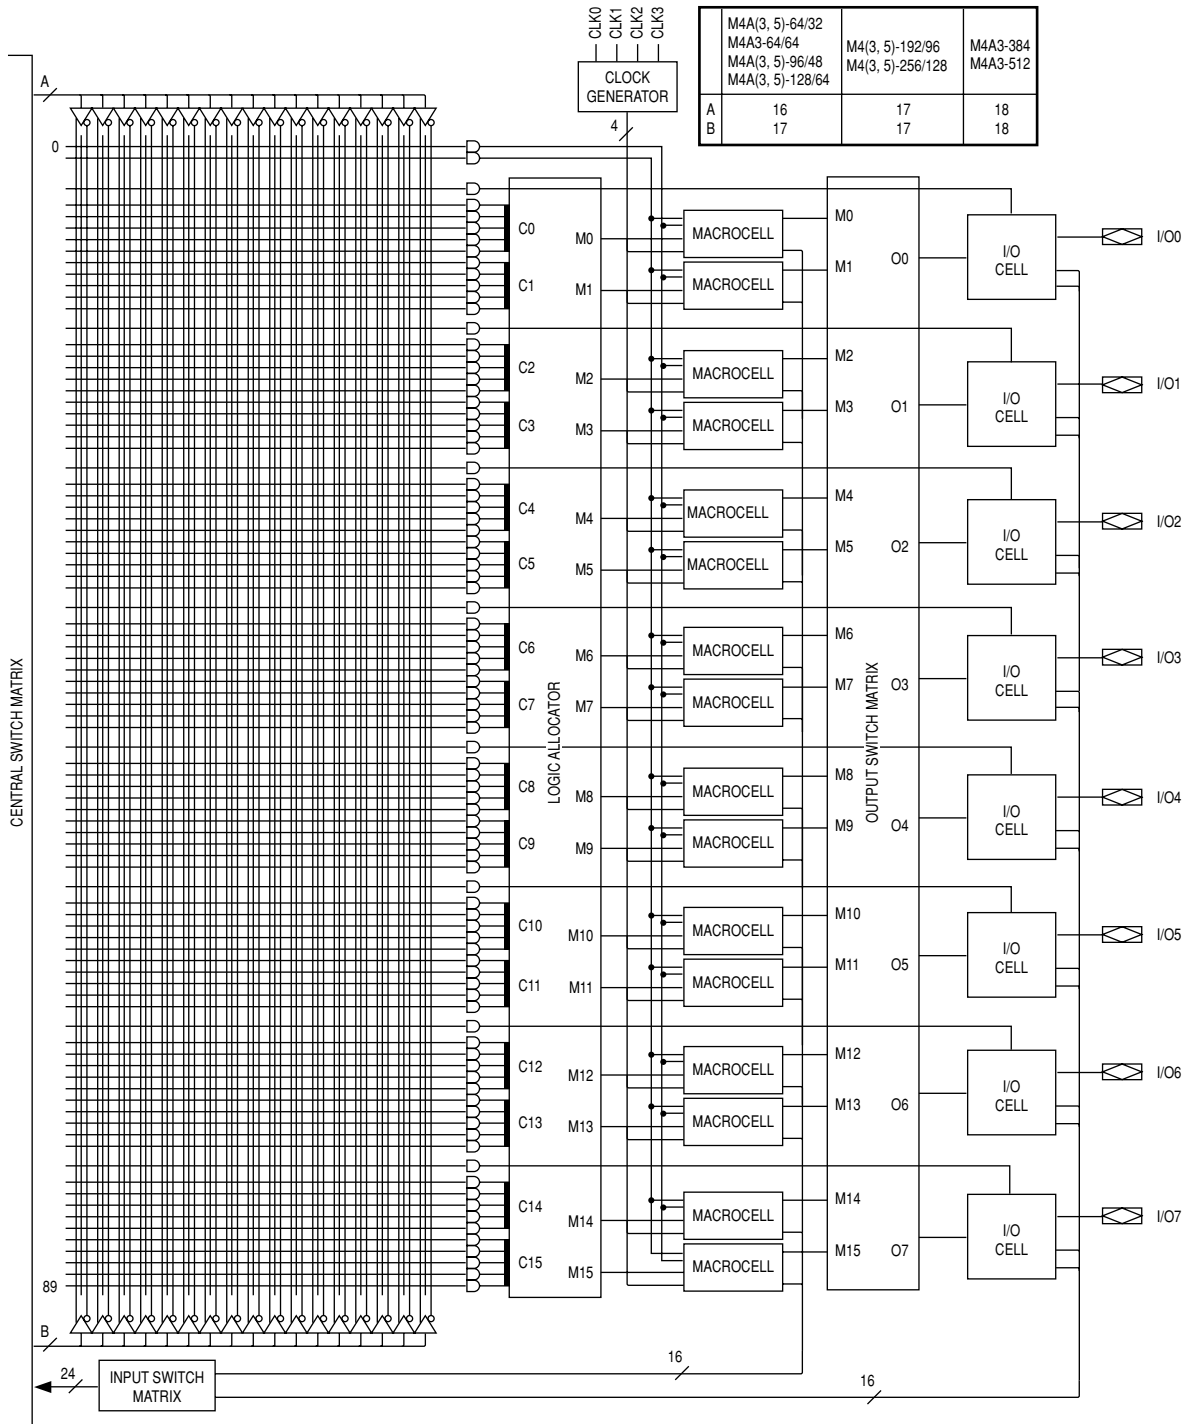 CLK0
CLK1
CLK2
CLK3
CLOCK
GENERATOR
4
M4A(3, 5)-64/32
M4A3-64/64
M4A(3, 5)-96/48
M4A(3, 5)-128/64
M4(3, 5)-192/96
M4(3, 5)-256/128
M4A3-384
M4A3-512
A 16 17 18
B 17 17 18
A
0
CENTRAL SWITCH MATRIX
LOGIC ALLOCATOR
OUTPUT SWITCH MATRIX
C0
M0
MACROCELL
M0
O0
I/O
CELL
I/O0
C1
M1
MACROCELL
M1
C2
M2
MACROCELL
M2
O1
I/O
CELL
I/O1
C3
M3
MACROCELL
M3
C4
M4
MACROCELL
M4
O2
I/O
CELL
I/O2
C5
M5
MACROCELL
M5
C6
M6
MACROCELL
M6
O3
I/O
CELL
I/O3
C7
M7
MACROCELL
M7
C8
M8
MACROCELL
M8
O4
I/O
CELL
I/O4
C9
M9
MACROCELL
M9
C10
M10
MACROCELL
M10
O5
I/O
CELL
I/O5
C11
M11
MACROCELL
M11
C12
M12
MACROCELL
M12
O6
I/O
CELL
I/O6
C13
M13
MACROCELL
M13
C14
M14
MACROCELL
M14
O7
I/O
CELL
I/O7
C15
M15
MACROCELL
M15
89
B
24
INPUT SWITCH
MATRIX
16
16